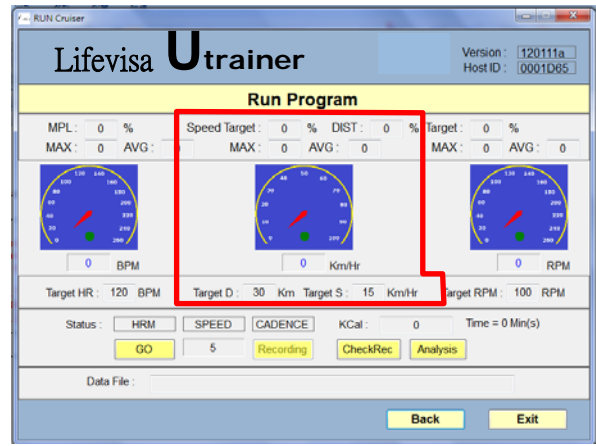 RUN Cruiser
Lifevisa Utrainer
Version : 120111a
Host ID : 0001D65
Run Program
MPL : 0 % Speed Target : 0 % DIST : 0 % Target : 0 %
MAX : 0 AVG : 0 MAX : 0 AVG : 0 MAX : 0 AVG : 0
0 BPM 0 Km/Hr 0 RPM
Target HR : 120 BPM Target D : 30 Km Target S : 15 Km/Hr Target RPM : 100 RPM
Status : HRM SPEED CADENCE KCal : 0 Time = 0 Min(s)
GO 5 Recording CheckRec Analysis
Data File :
Back Exit